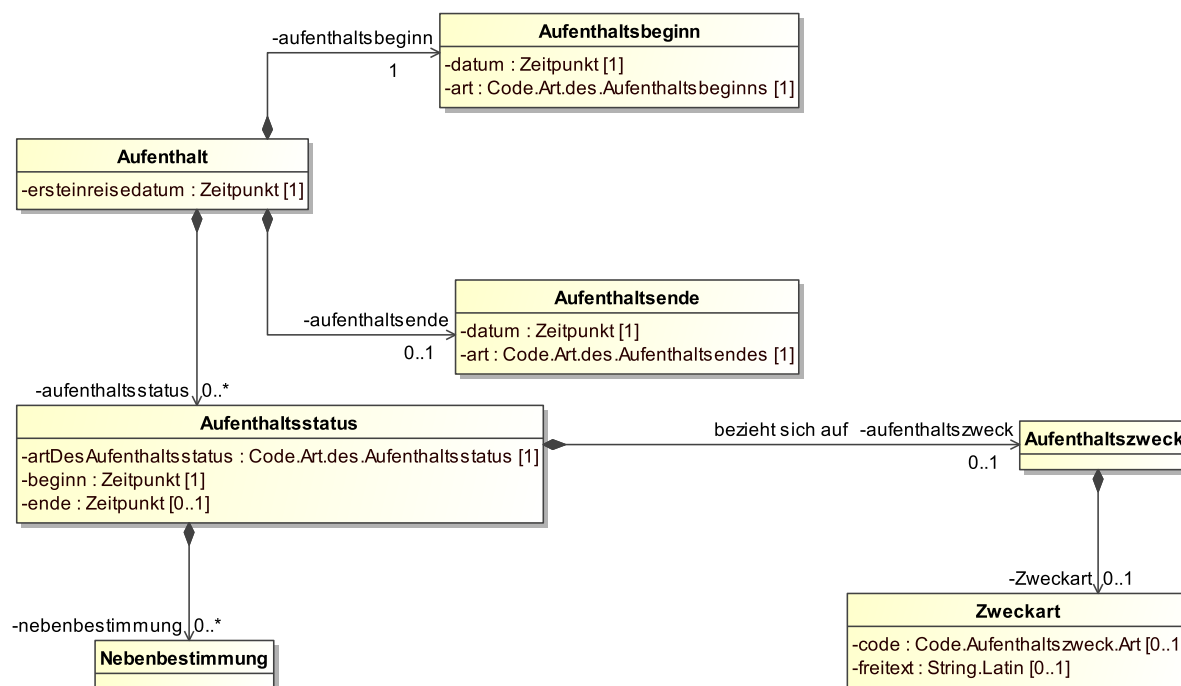 -aufenthaltsbeginn
1
Aufenthaltsbeginn
-datum : Zeitpunkt [1]
-art : Code.Art.des.Aufenthaltsbeginns [1]
Aufenthalt
-ersteinreisedatum : Zeitpunkt [1]
-aufenthaltsende
0..1
Aufenthaltsende
-datum : Zeitpunkt [1]
-art : Code.Art.des.Aufenthaltsendes [1]
-aufenthaltsstatus 0..*
Aufenthaltsstatus
-artDesAufenthaltsstatus : Code.Art.des.Aufenthaltsstatus [1]
-beginn : Zeitpunkt [1]
-ende : Zeitpunkt [0..1]
bezieht sich auf -aufenthaltszweck
0..1
Aufenthaltszweck
-Zweckart 0..1
Zweckart
-code : Code.Aufenthaltszweck.Art [0..1
-freitext : String.Latin [0..1]
-nebenbestimmung 0..*
Nebenbestimmung